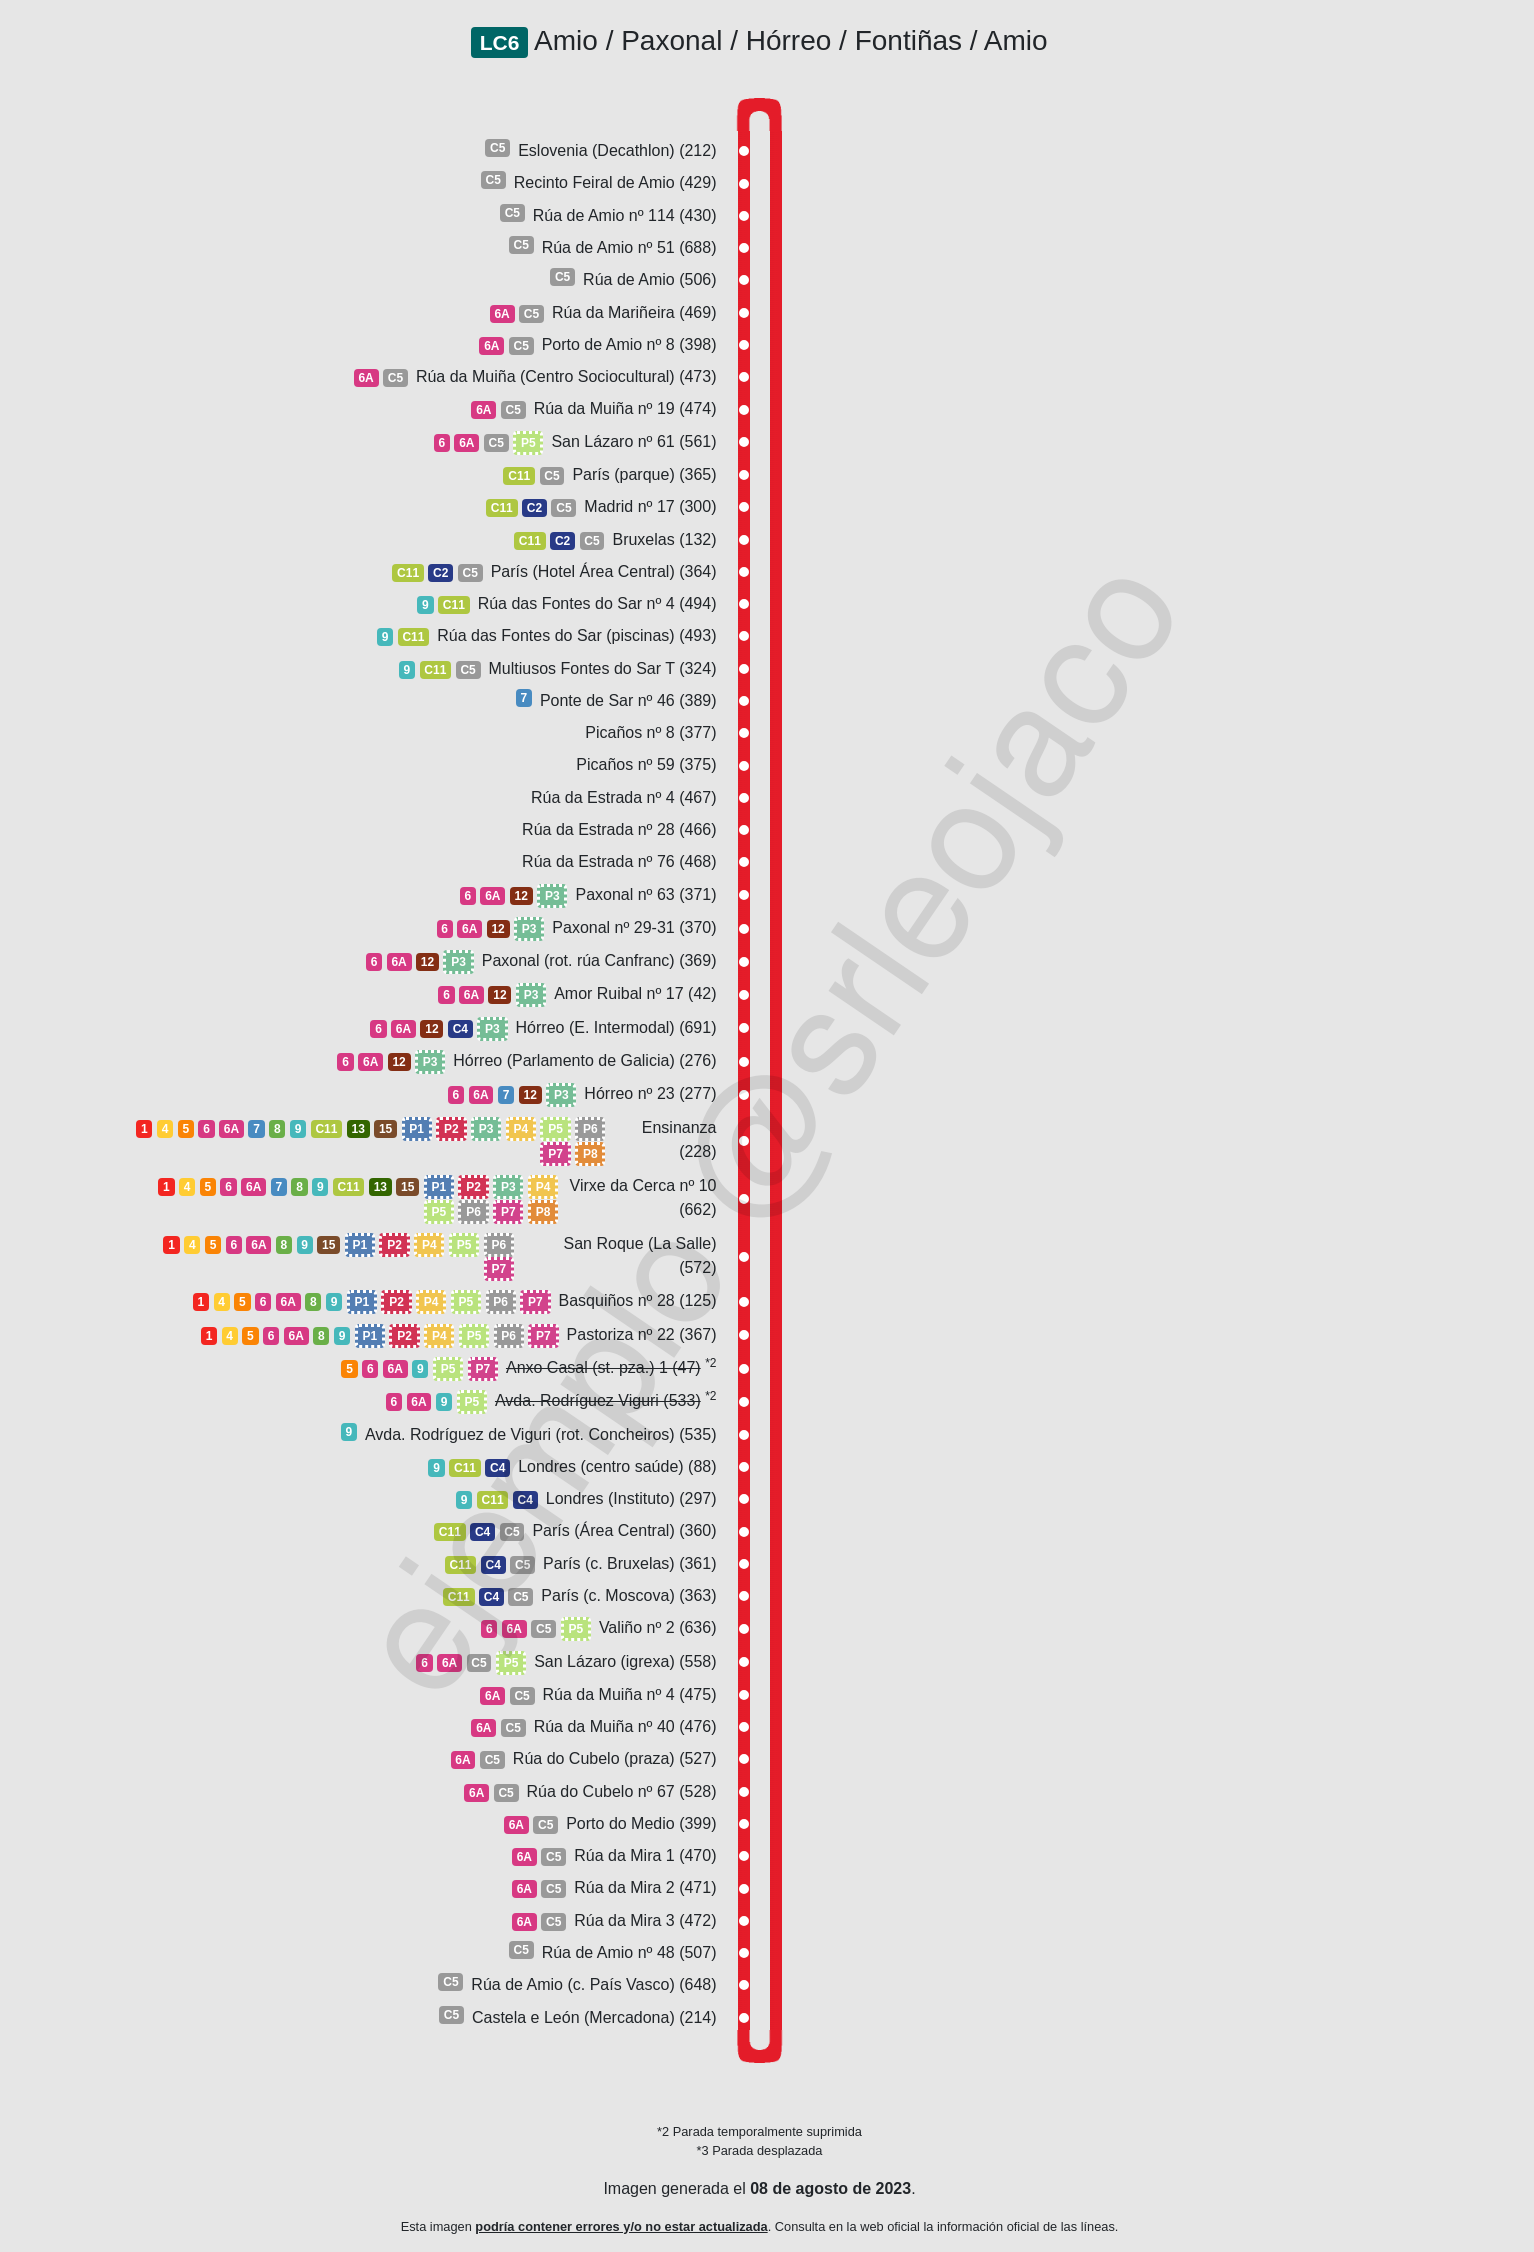 LC6 Amio / Paxonal / Hórreo / Fontiñas / Amio
C5 Eslovenia (Decathlon) (212)
C5 Recinto Feiral de Amio (429)
C5 Rúa de Amio nº 114 (430)
C5 Rúa de Amio nº 51 (688)
C5 Rúa de Amio (506)
6A C5 Rúa da Mariñeira (469)
6A C5 Porto de Amio nº 8 (398)
6A C5 Rúa da Muiña (Centro Sociocultural) (473)
6A C5 Rúa da Muiña nº 19 (474)
6 6A C5 P5 San Lázaro nº 61 (561)
C11 C5 París (parque) (365)
C11 C2 C5 Madrid nº 17 (300)
C11 C2 C5 Bruxelas (132)
C11 C2 C5 París (Hotel Área Central) (364)
9 C11 Rúa das Fontes do Sar nº 4 (494)
9 C11 Rúa das Fontes do Sar (piscinas) (493)
9 C11 C5 Multiusos Fontes do Sar T (324)
7 Ponte de Sar nº 46 (389)
Picaños nº 8 (377)
Picaños nº 59 (375)
Rúa da Estrada nº 4 (467)
Rúa da Estrada nº 28 (466)
Rúa da Estrada nº 76 (468)
6 6A 12 P3 Paxonal nº 63 (371)
6 6A 12 P3 Paxonal nº 29-31 (370)
6 6A 12 P3 Paxonal (rot. rúa Canfranc) (369)
6 6A 12 P3 Amor Ruibal nº 17 (42)
6 6A 12 C4 P3 Hórreo (E. Intermodal) (691)
6 6A 12 P3 Hórreo (Parlamento de Galicia) (276)
6 6A 7 12 P3 Hórreo nº 23 (277)
1 4 5 6 6A 7 8 9 C11 13 15 P1 P2 P3 P4 P5 P6 Ensinanza
P7 P8 (228)
1 4 5 6 6A 7 8 9 C11 13 15 P1 P2 P3 P4 Virxe da Cerca nº 10
P5 P6 P7 P8 (662)
1 4 5 6 6A 8 9 15 P1 P2 P4 P5 P6 San Roque (La Salle)
P7 (572)
1 4 5 6 6A 8 9 P1 P2 P4 P5 P6 P7 Basquiños nº 28 (125)
1 4 5 6 6A 8 9 P1 P2 P4 P5 P6 P7 Pastoriza nº 22 (367)
5 6 6A 9 P5 P7 Anxo Casal (st. pza.) 1 (47) *2
6 6A 9 P5 Avda. Rodríguez Viguri (533) *2
9 Avda. Rodríguez de Viguri (rot. Concheiros) (535)
9 C11 C4 Londres (centro saúde) (88)
9 C11 C4 Londres (Instituto) (297)
C11 C4 C5 París (Área Central) (360)
C11 C4 C5 París (c. Bruxelas) (361)
C11 C4 C5 París (c. Moscova) (363)
6 6A C5 P5 Valiño nº 2 (636)
6 6A C5 P5 San Lázaro (igrexa) (558)
6A C5 Rúa da Muiña nº 4 (475)
6A C5 Rúa da Muiña nº 40 (476)
6A C5 Rúa do Cubelo (praza) (527)
6A C5 Rúa do Cubelo nº 67 (528)
6A C5 Porto do Medio (399)
6A C5 Rúa da Mira 1 (470)
6A C5 Rúa da Mira 2 (471)
6A C5 Rúa da Mira 3 (472)
C5 Rúa de Amio nº 48 (507)
C5 Rúa de Amio (c. País Vasco) (648)
C5 Castela e León (Mercadona) (214)
ejemplo @srleojaco
*2 Parada temporalmente suprimida
*3 Parada desplazada
Imagen generada el 08 de agosto de 2023.
Esta imagen podría contener errores y/o no estar actualizada. Consulta en la web oficial la información oficial de las líneas.